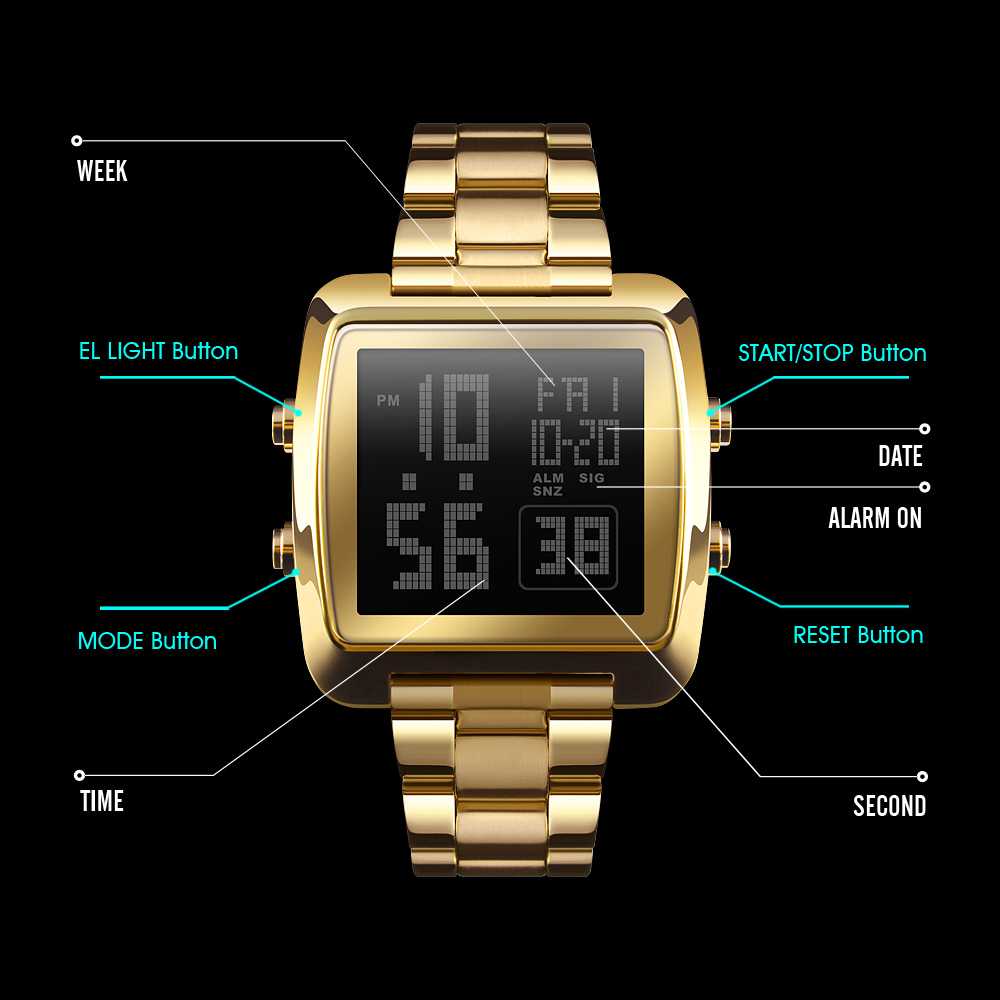 WEEK
EL LIGHT Button
START/STOP Button
PM
10
FRI
10-20
DATE
ALM SIG
SNZ
ALARM ON
56
38
MODE Button
RESET Button
TIME
SECOND